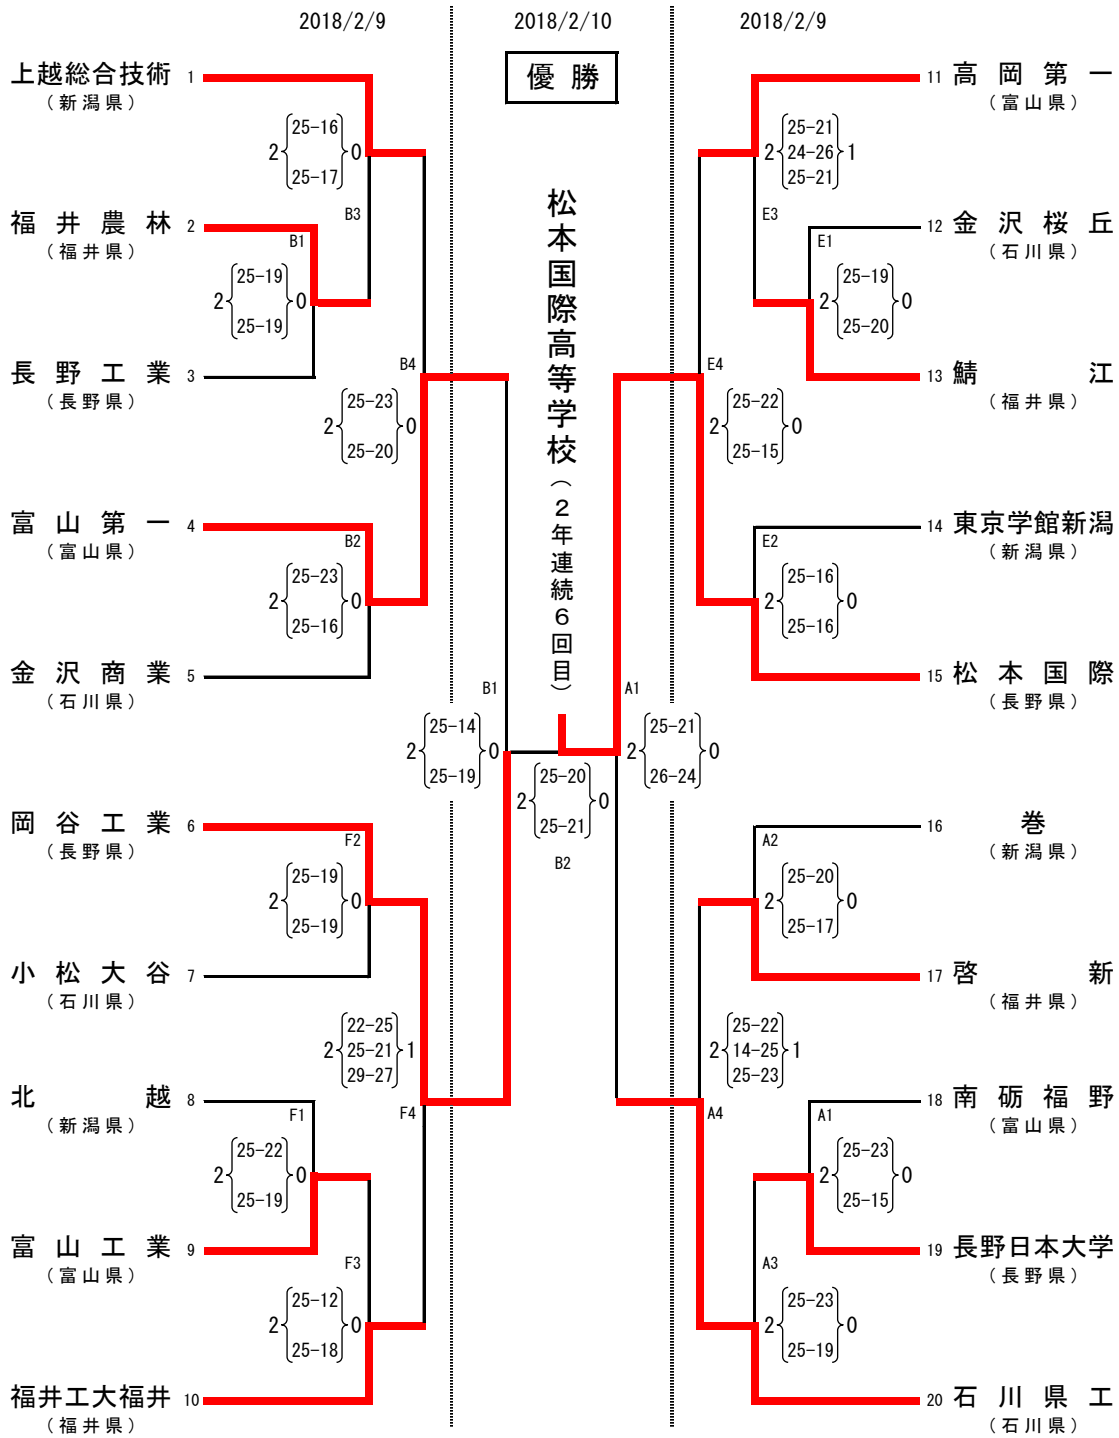 2018/2/9
2018/2/10
2018/2/9
優勝
松本国際高等学校(2年連続6回目)
上越総合技術 1
(新潟県)
25-16
2 0
25-17
B3
福井農林 2
(福井県)
B1
25-19
2 0
25-19
長野工業 3
(長野県)
B4
25-23
2 0
25-20
富山第一 4
(富山県)
B2
25-23
2 0
25-16
金沢商業 5
(石川県)
B1
25-14
2 0
25-19
岡谷工業 6
(長野県)
F2
25-19
2 0
25-19
小松大谷 7
(石川県)
22-25
2 25-21 1
29-27
F4
北越 8
(新潟県)
F1
25-22
2 0
25-19
富山工業 9
(富山県)
F3
25-12
2 0
25-18
福井工大福井 10
(福井県)
25-20
2 0
25-21
B2
11 高岡第一
(富山県)
25-21
2 24-26 1
25-21
E3
12 金沢桜丘
(石川県)
E1
25-19
2 0
25-20
13 鯖江
(福井県)
E4
25-22
2 0
25-15
14 東京学館新潟
(新潟県)
E2
25-16
2 0
25-16
15 松本国際
(長野県)
A1
25-21
2 0
26-24
16 巻
(新潟県)
A2
25-20
2 0
25-17
17 啓新
(福井県)
25-22
2 14-25 1
25-23
A4
18 南砺福野
(富山県)
A1
25-23
2 0
25-15
19 長野日本大学
(長野県)
A3
25-23
2 0
25-19
20 石川県工
(石川県)